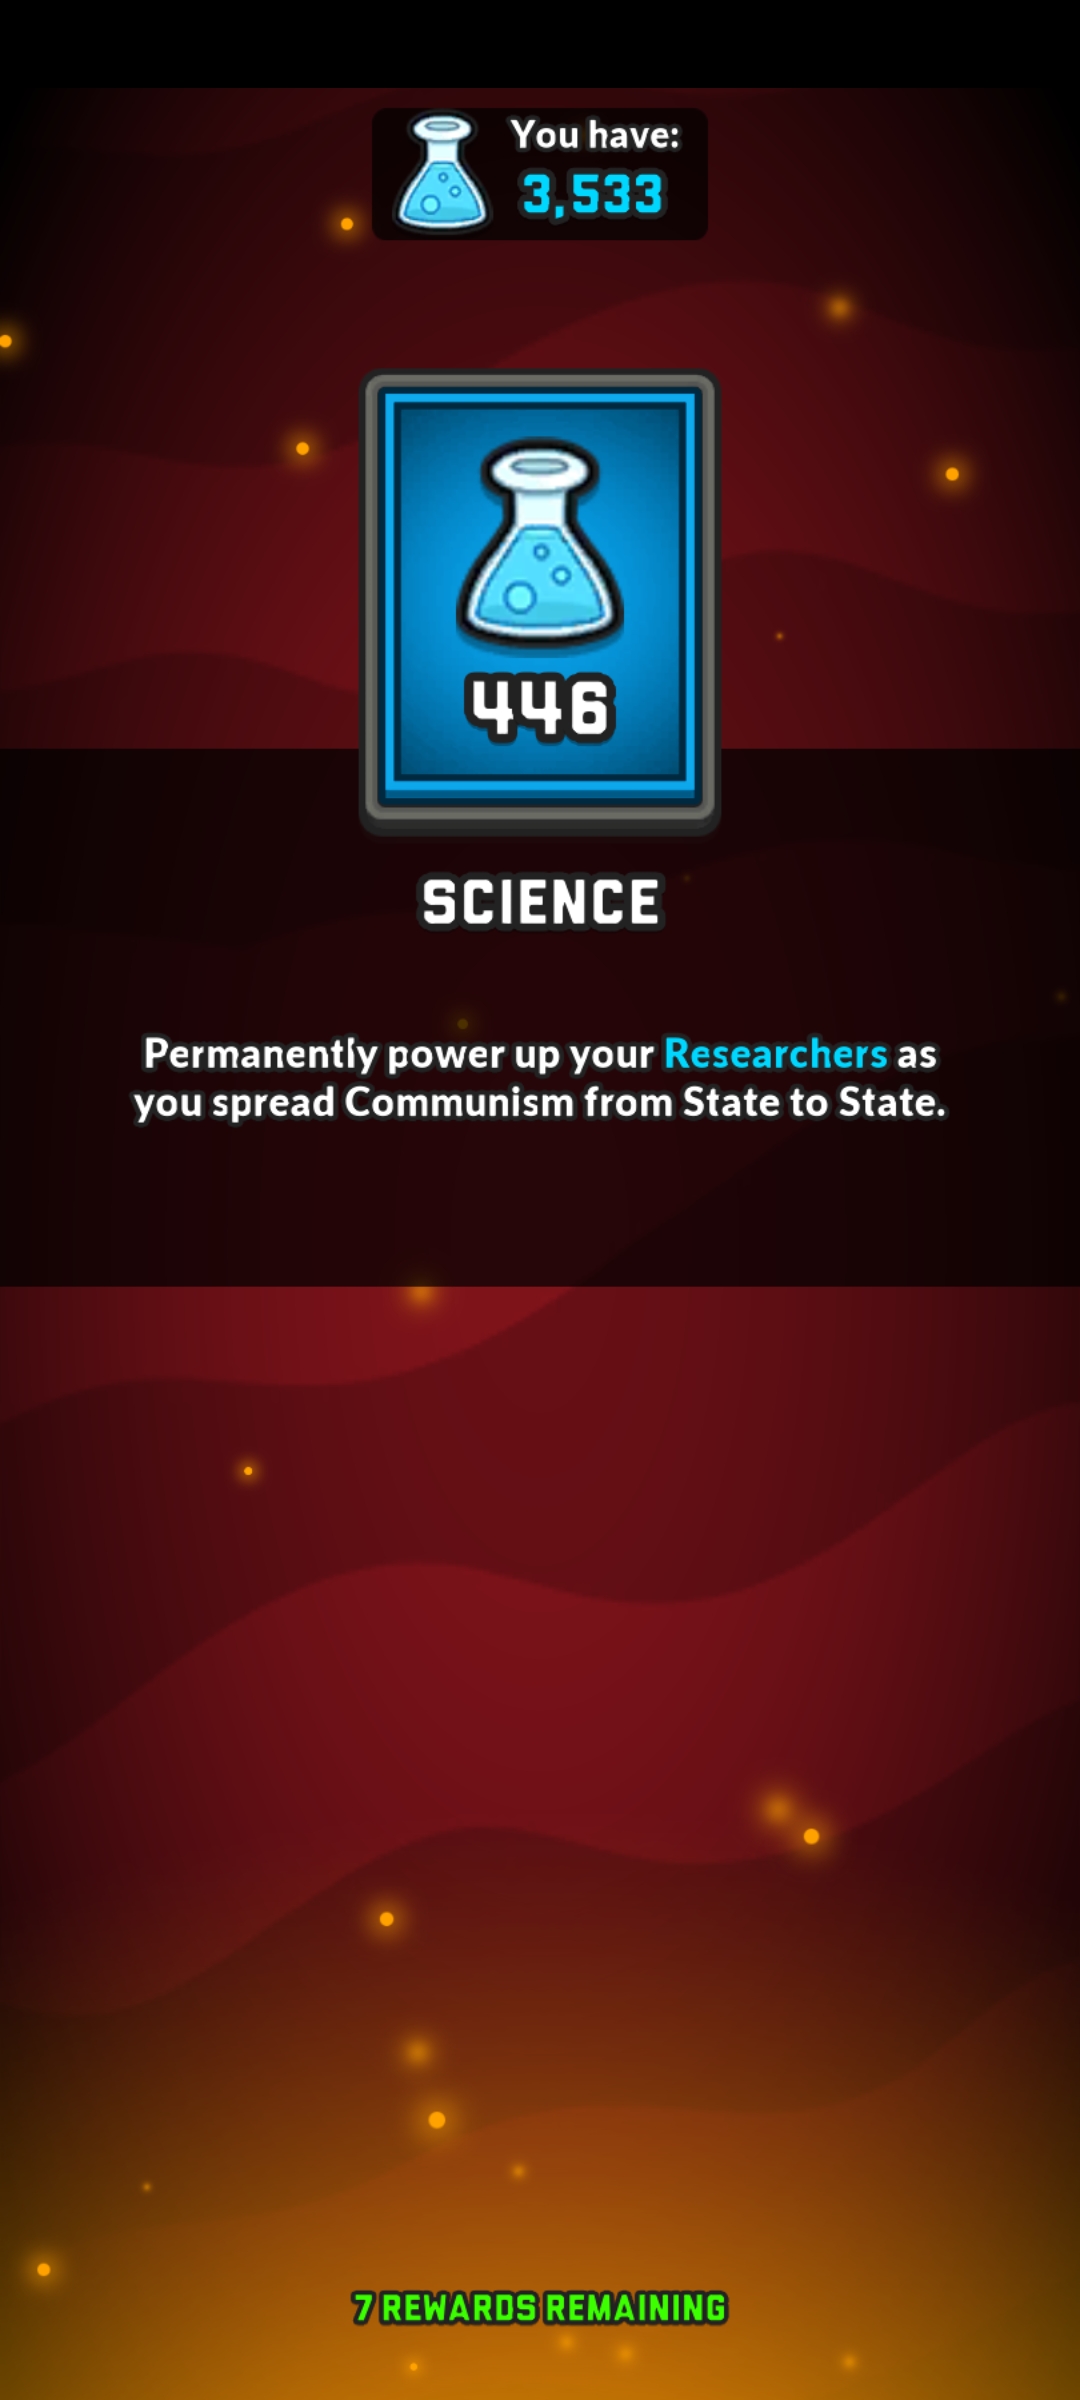 You have:
3,533
446
SCIENCE
Permanently power up your Researchers as
you spread Communism from State to State.
7 REWARDS REMAINING